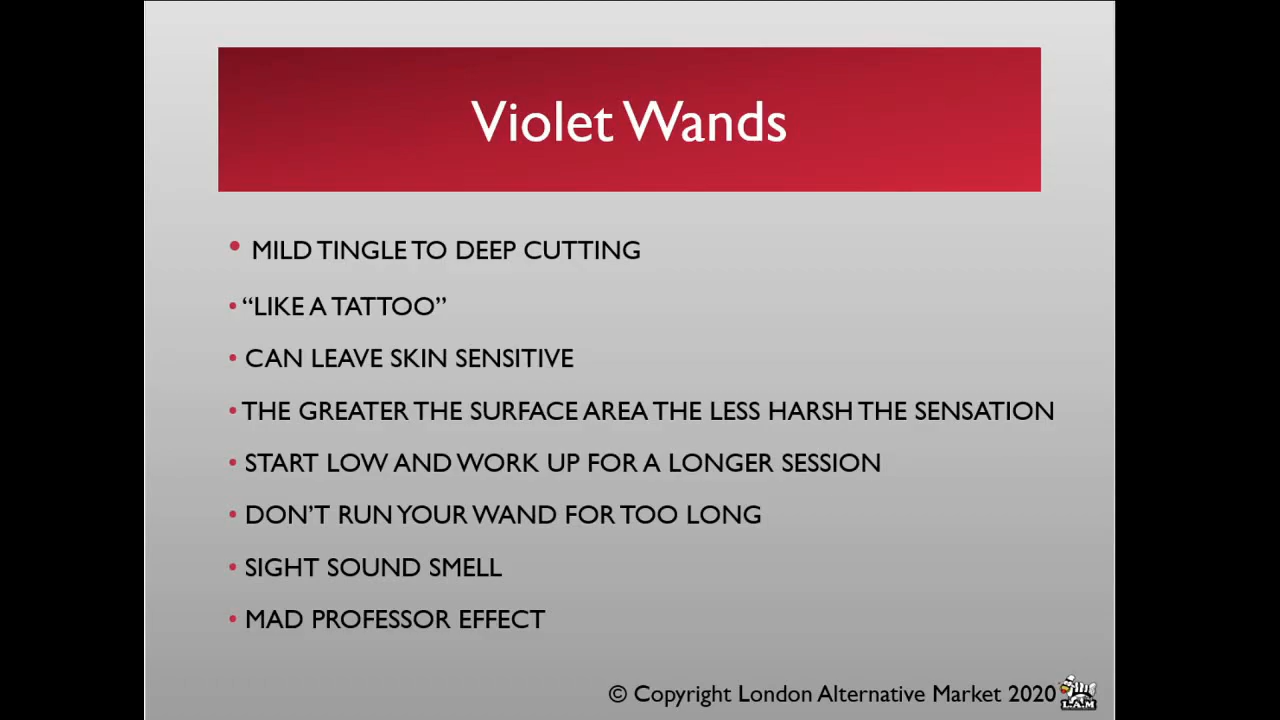 Violet Wands
• MILD TINGLE TO DEEP CUTTING
• “LIKE A TATTOO”
• CAN LEAVE SKIN SENSITIVE
• THE GREATER THE SURFACE AREA THE LESS HARSH THE SENSATION
• START LOW AND WORK UP FOR A LONGER SESSION
• DON’T RUN YOUR WAND FOR TOO LONG
• SIGHT SOUND SMELL
• MAD PROFESSOR EFFECT
© Copyright London Alternative Market 2020
L.A.M